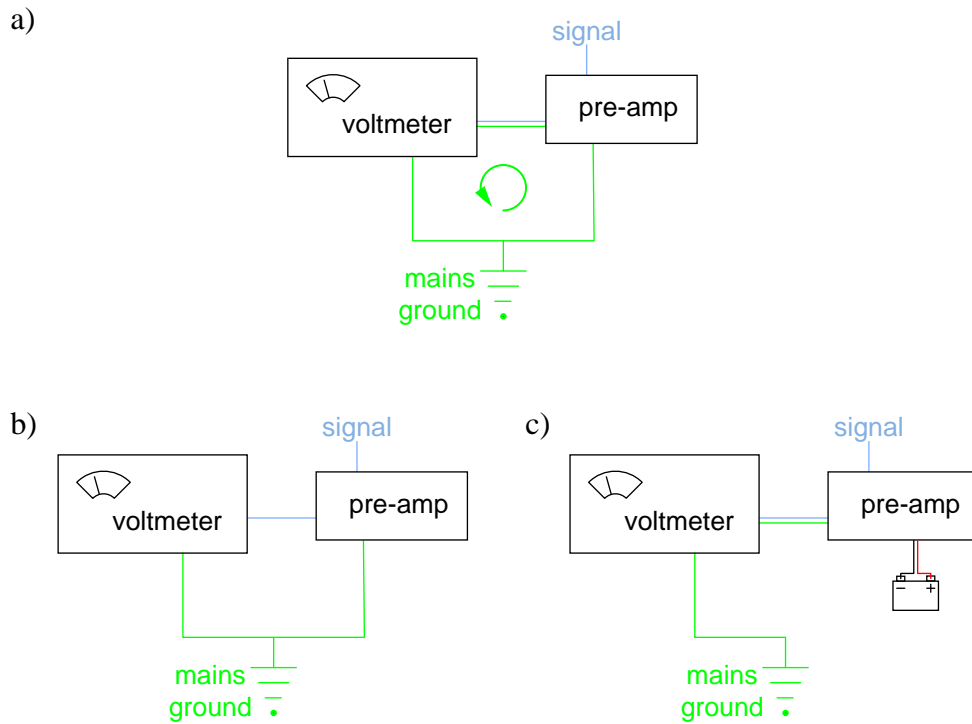 a)
signal
voltmeter
pre-amp
mains
ground
b)
signal
voltmeter
pre-amp
mains
ground
c)
signal
voltmeter
pre-amp
− +
mains
ground